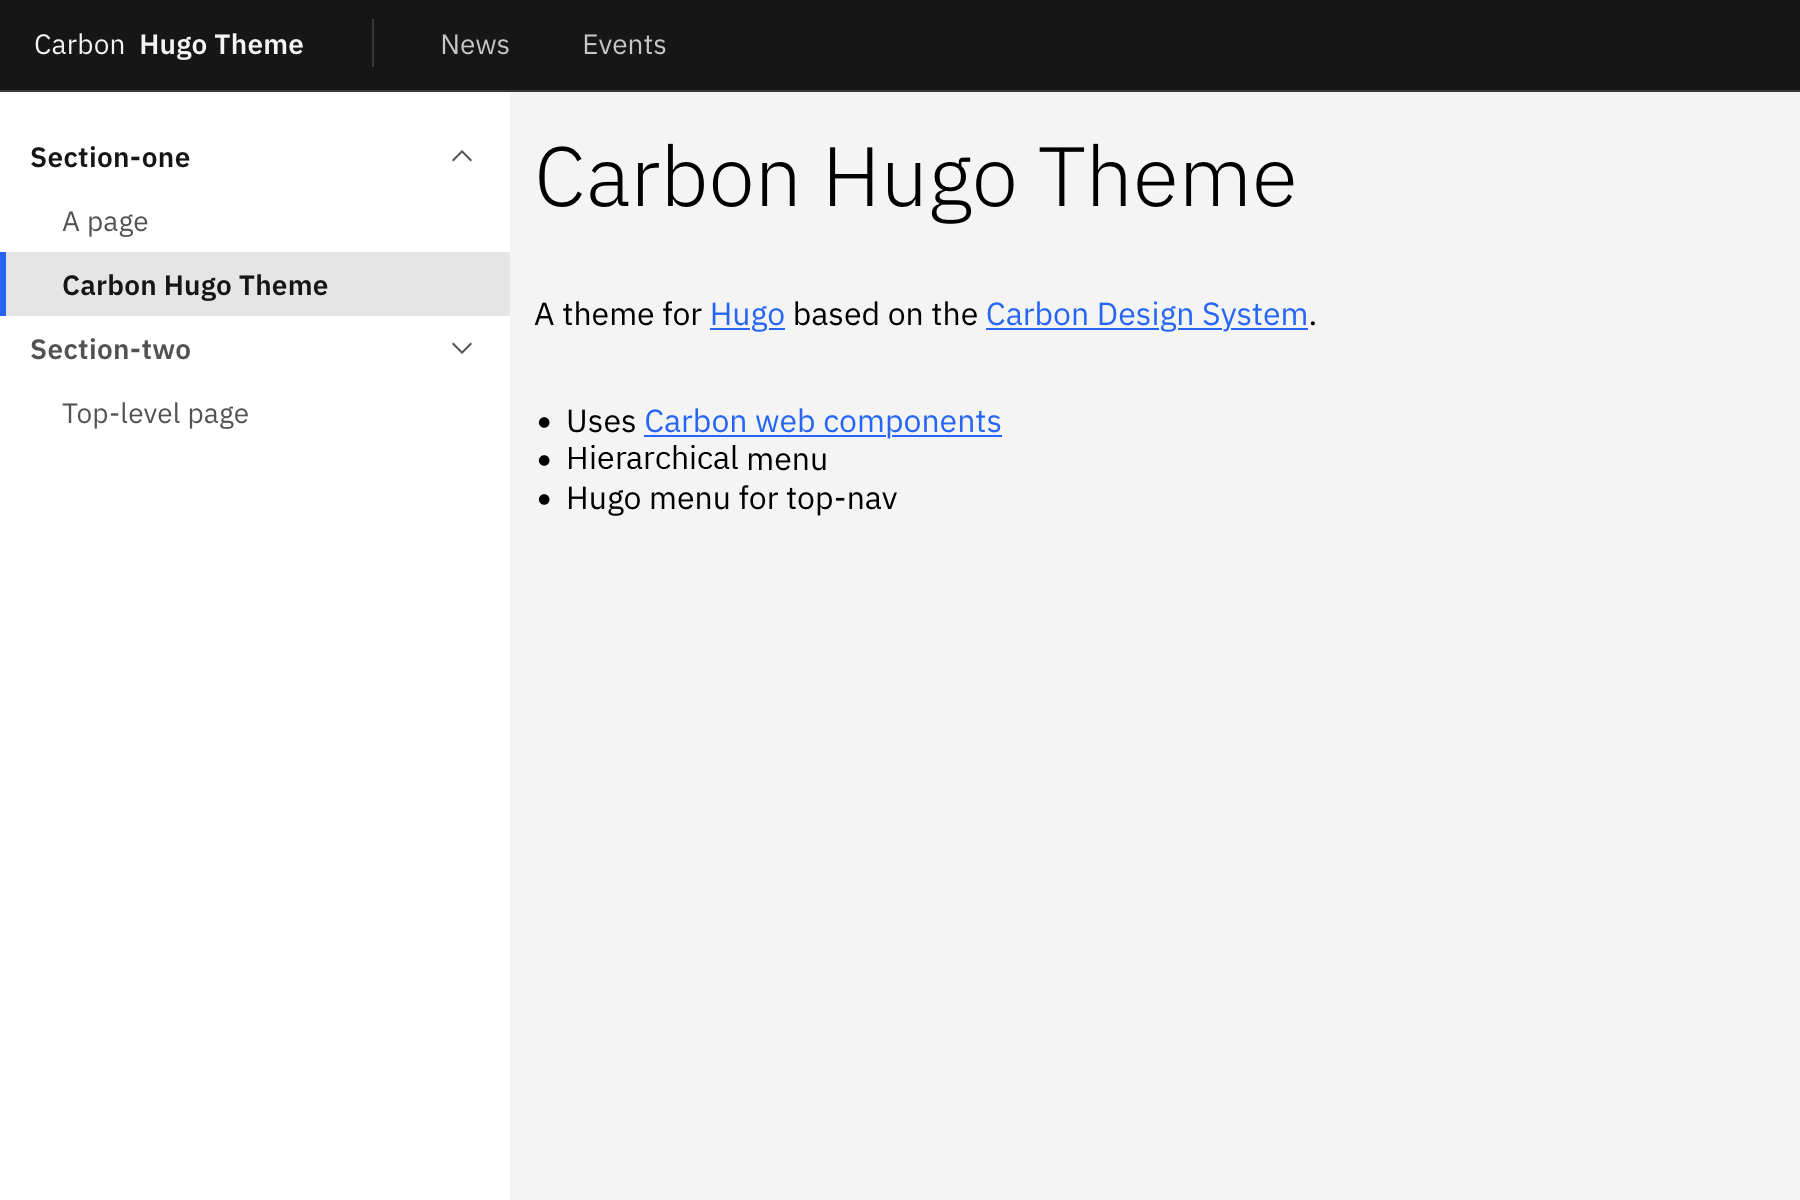 Carbon Hugo Theme News Events
Section-one
A page
Carbon Hugo Theme
Section-two
Top-level page
Carbon Hugo Theme
A theme for Hugo based on the Carbon Design System.
Uses Carbon web components
Hierarchical menu
Hugo menu for top-nav